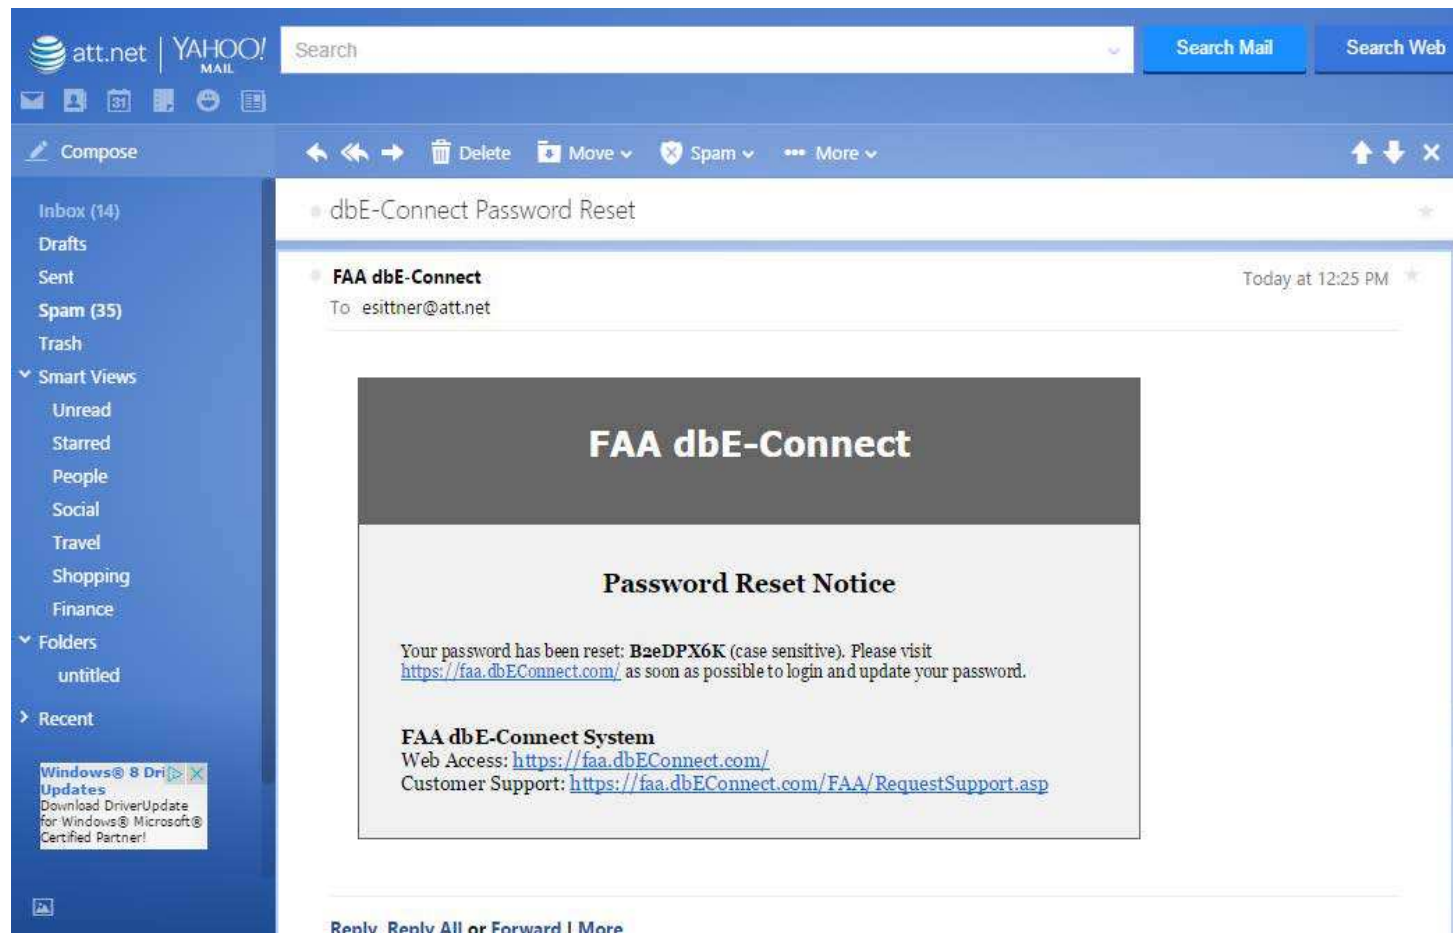 att.net | YAHOO! MAIL
Search
Search Mail
Search Web
31
Compose
Delete
Move
Spam
More
Inbox (14)
Drafts
Sent
Spam (35)
Trash
Smart Views
Unread
Starred
People
Social
Travel
Shopping
Finance
Folders
untitled
Recent
Windows® 8 Dri
Updates
Download DriverUpdate
for Windows® Microsoft®
Certified Partner!
dbE-Connect Password Reset
FAA dbE-Connect
Today at 12:25 PM
To esittner@att.net
FAA dbE-Connect
Password Reset Notice
Your password has been reset: B2eDPX6K (case sensitive). Please visit
https://faa.dbEConnect.com/ as soon as possible to login and update your password.
FAA dbE-Connect System
Web Access: https://faa.dbEConnect.com/
Customer Support: https://faa.dbEConnect.com/FAA/RequestSupport.asp
Reply, Reply All or Forward | More